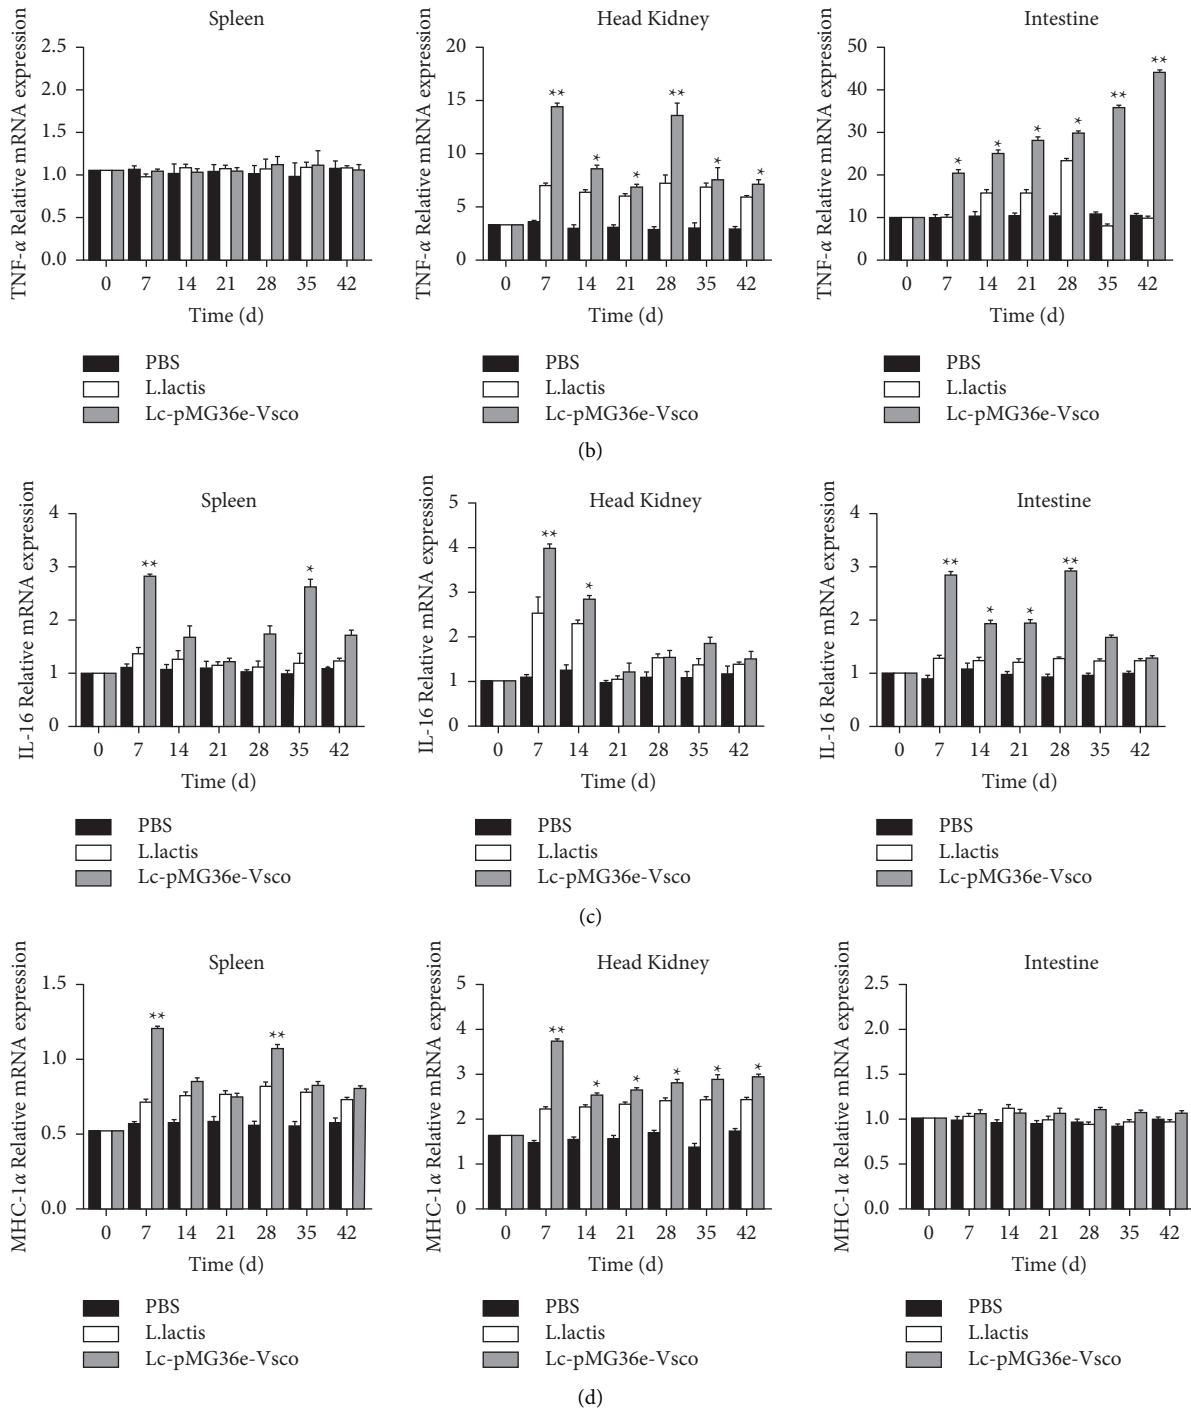 Spleen
TNF-α Relative mRNA expression
2.5
2.0
1.5
1.0
0.5
0.0
**
0 7 14 21 28 35 42
Time (d)
PBS
L.lactis
Lc-pMG36e-Vsco
Head Kidney
TNF-α Relative mRNA expression
20
15
10
5
0
** * * ** * *
0 7 14 21 28 35 42
Time (d)
PBS
L.lactis
Lc-pMG36e-Vsco
Intestine
TNF-α Relative mRNA expression
50
40
30
20
10
0
* * * * ** **
0 7 14 21 28 35 42
Time (d)
PBS
L.lactis
Lc-pMG36e-Vsco
(b)
Spleen
IL-16 Relative mRNA expression
4
3
2
1
0
** *
0 7 14 21 28 35 42
Time (d)
PBS
L.lactis
Lc-pMG36e-Vsco
Head Kidney
IL-16 Relative mRNA expression
5
4
3
2
1
0
** *
0 7 14 21 28 35 42
Time (d)
PBS
L.lactis
Lc-pMG36e-Vsco
Intestine
IL-16 Relative mRNA expression
4
3
2
1
0
** * * **
0 7 14 21 28 35 42
Time (d)
PBS
L.lactis
Lc-pMG36e-Vsco
(c)
Spleen
MHC-1α Relative mRNA expression
1.5
1.0
0.5
0.0
** **
0 7 14 21 28 35 42
Time (d)
PBS
L.lactis
Lc-pMG36e-Vsco
Head Kidney
MHC-1α Relative mRNA expression
5
4
3
2
1
0
** * * * * *
0 7 14 21 28 35 42
Time (d)
PBS
L.lactis
Lc-pMG36e-Vsco
Intestine
MHC-1α Relative mRNA expression
2.5
2.0
1.5
1.0
0.5
0.0
0 7 14 21 28 35 42
Time (d)
PBS
L.lactis
Lc-pMG36e-Vsco
(d)